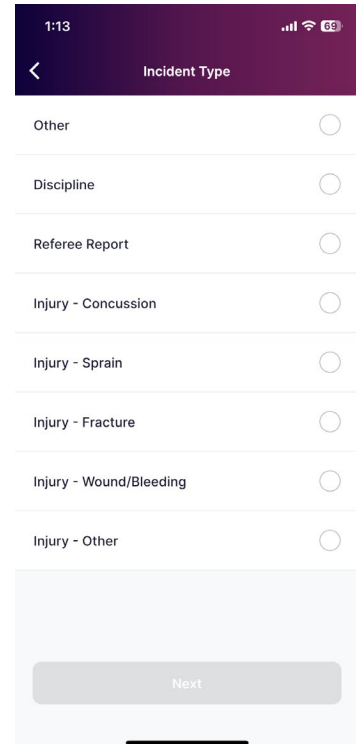 1:13
69
Incident Type
Other
Discipline
Referee Report
Injury - Concussion
Injury - Sprain
Injury - Fracture
Injury - Wound/Bleeding
Injury - Other
Next